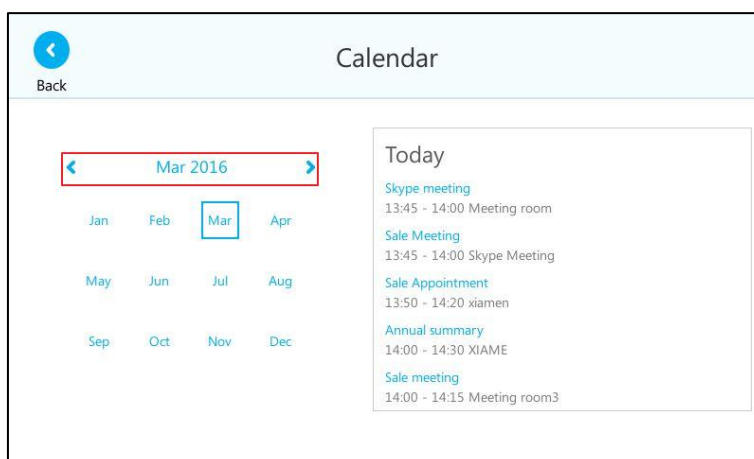 Calendar
Back
Mar 2016
Jan Feb Mar Apr
May Jun Jul Aug
Sep Oct Nov Dec
Today
Skype meeting
13:45 - 14:00 Meeting room
Sale Meeting
13:45 - 14:00 Skype Meeting
Sale Appointment
13:50 - 14:20 xiamen
Annual summary
14:00 - 14:30 XIAME
Sale meeting
14:00 - 14:15 Meeting room3